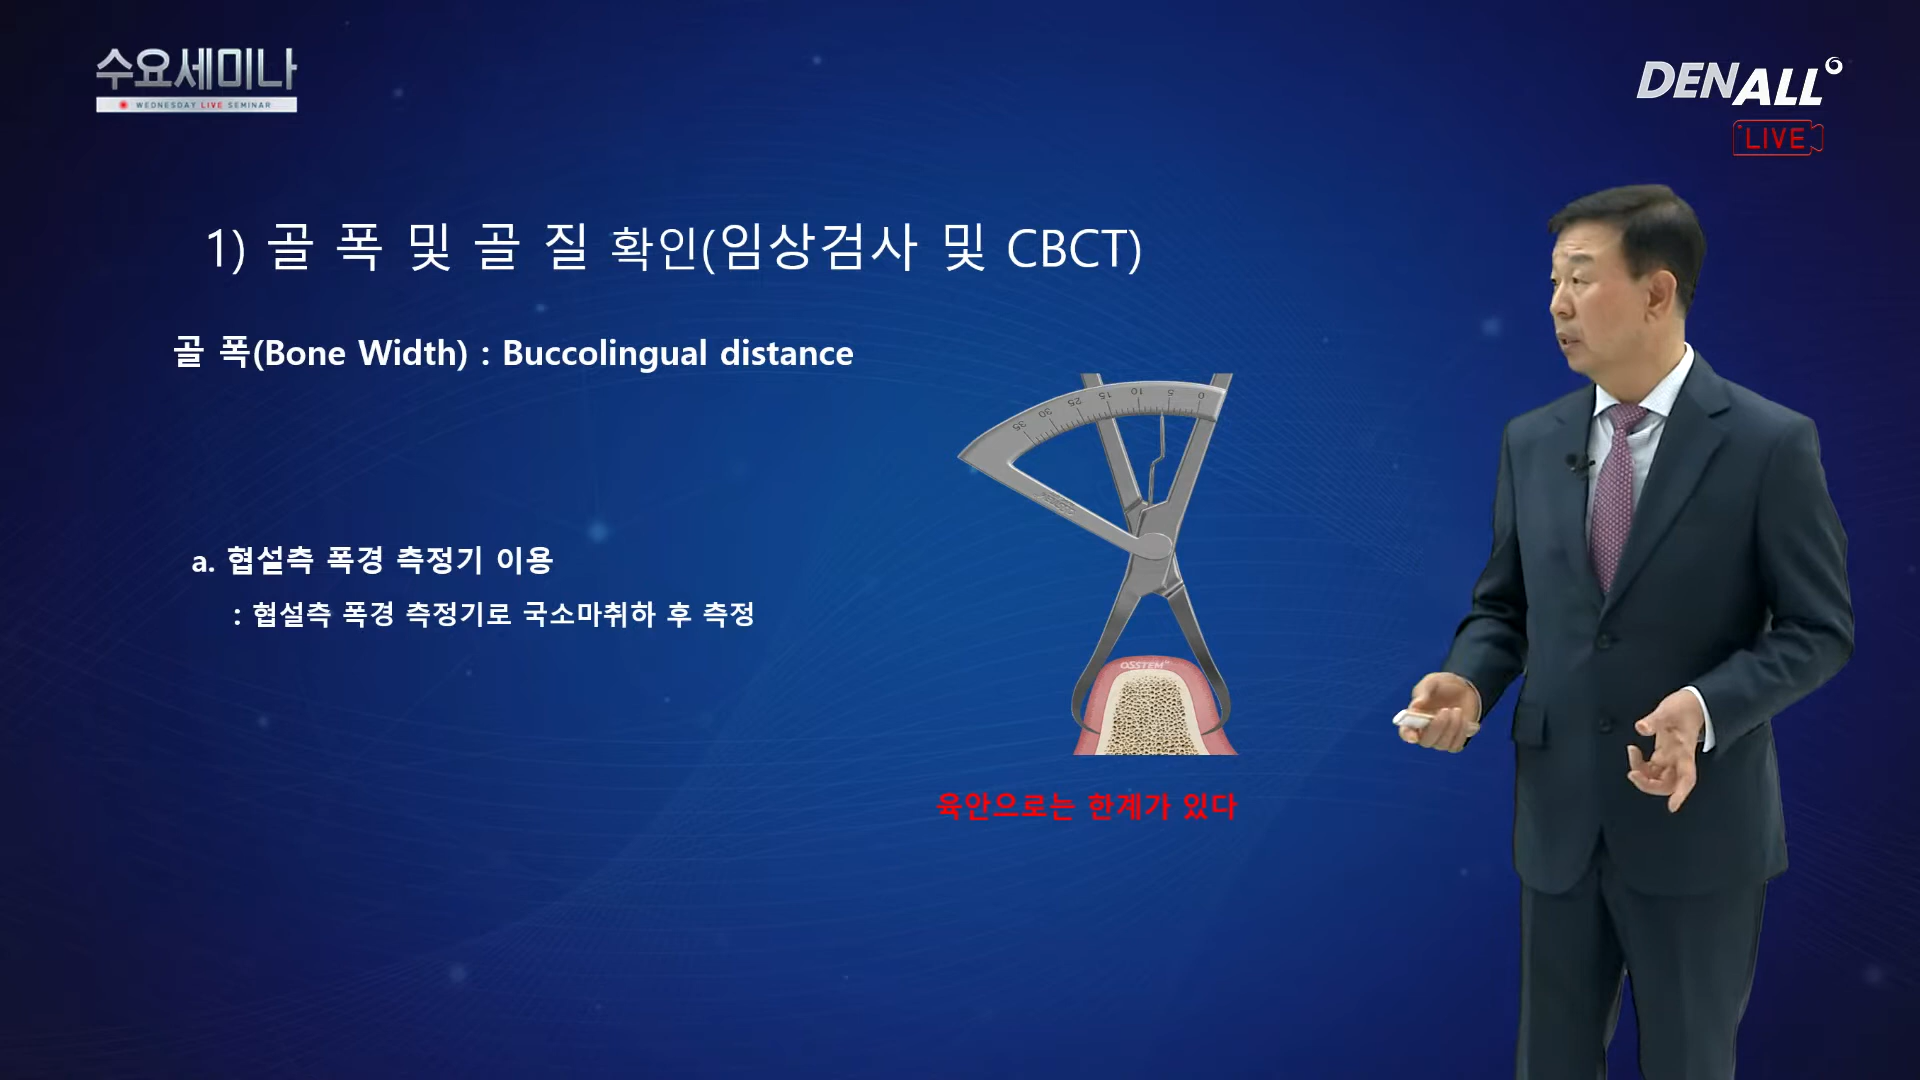 수요세미나
WEDNESDAY LIVE SEMINAR
DENALL
LIVE
1) 골 폭 및 골 질 확인(임상검사 및 CBCT)
골 폭(Bone Width) : Buccolingual distance
35 30 25 15 10 5 0
a. 협섵측 폭경 측정기 이용
: 협설측 폭경 측정기로 국소마취하 후 측정
OSSTEM
육안으로는 한계가 있다